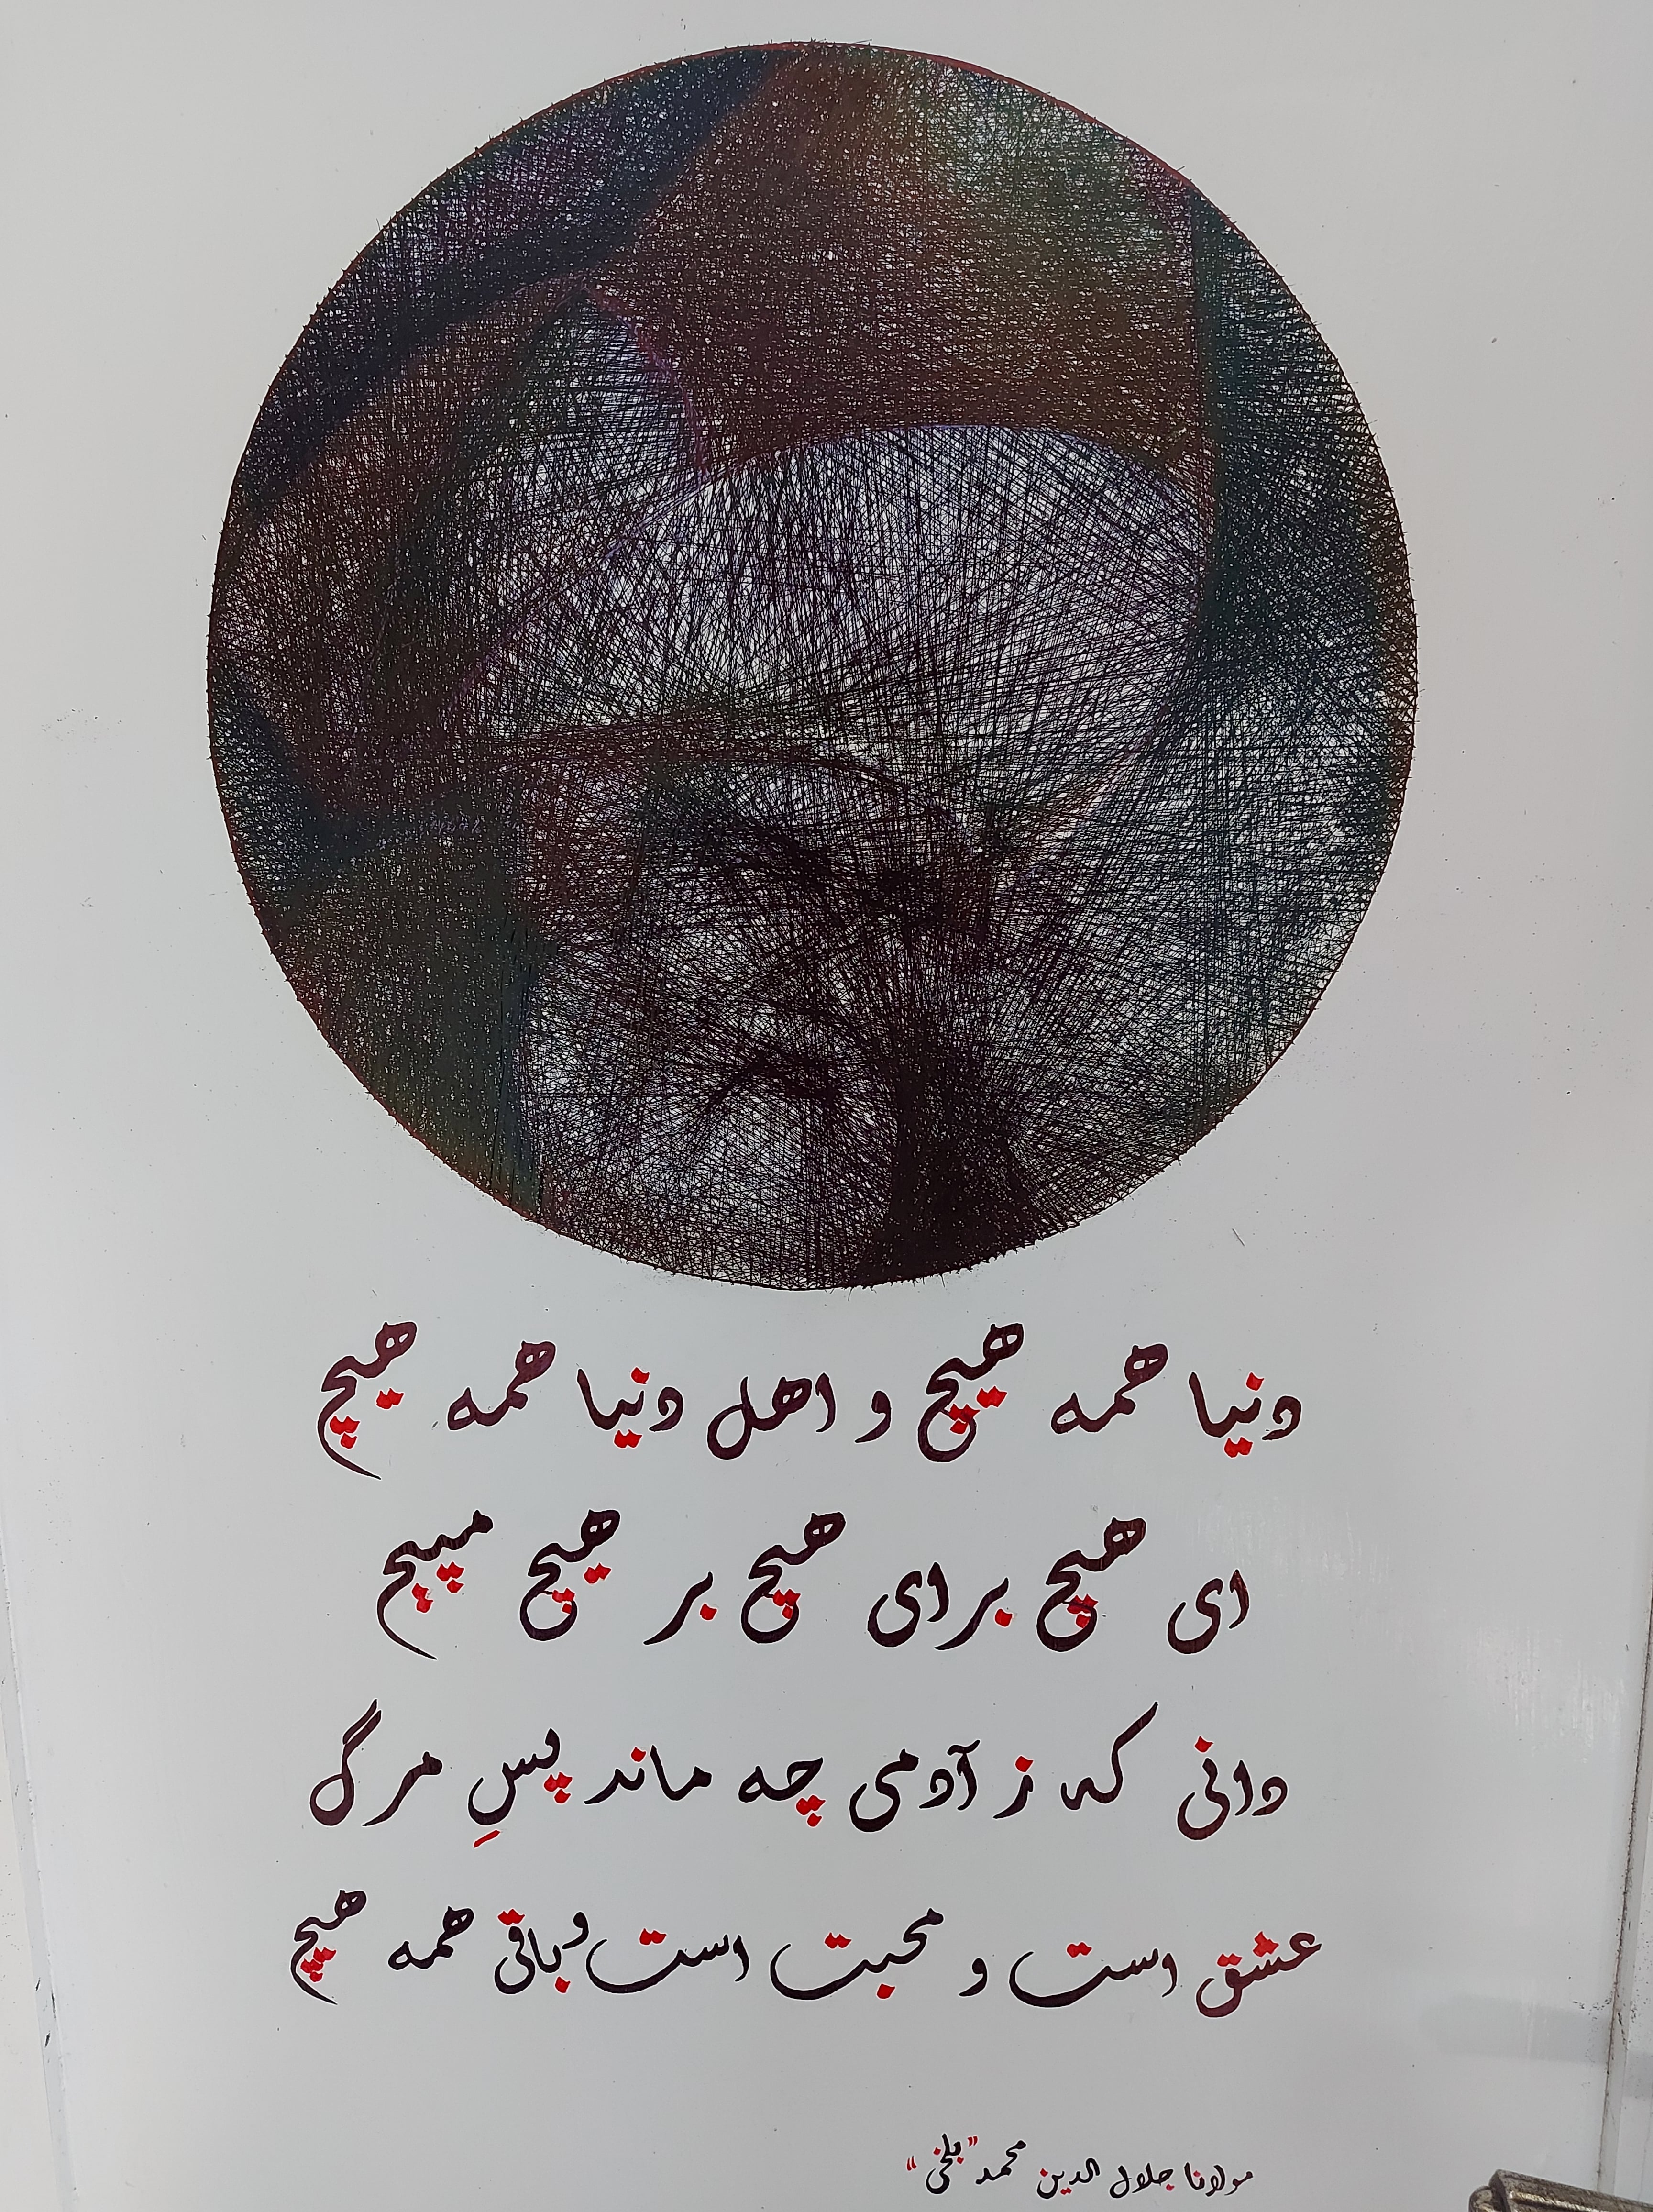 دنیا همه هیچ و اهل دنیا همه هیچ
ای هیچ برای هیچ بر هیچ مپیچ
دانی که ز آدمی چه ماند پسِ مرگ
عشق است و محبت است و باقی همه هیچ
مولانا جلال الدین محمد "بلخی"